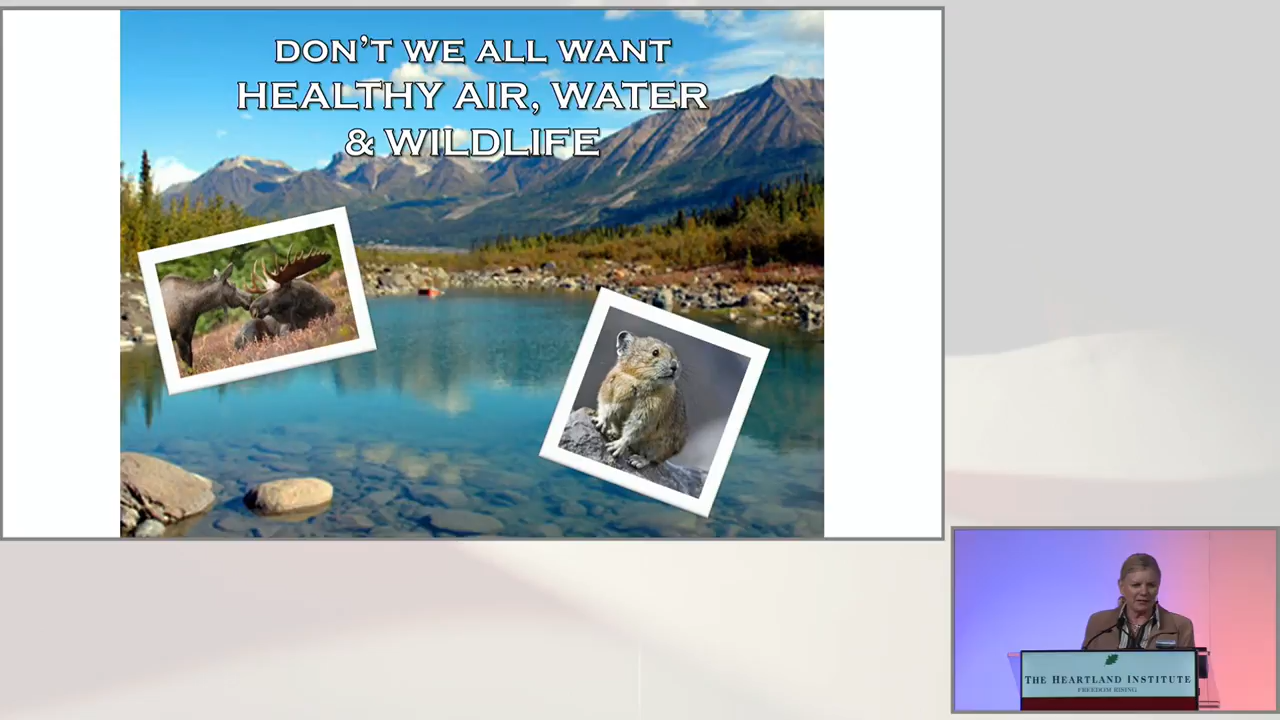 DON'T WE ALL WANT
HEALTHY AIR, WATER
& WILDLIFE
THE HEARTLAND INSTITUTE
FREEDOM RISING